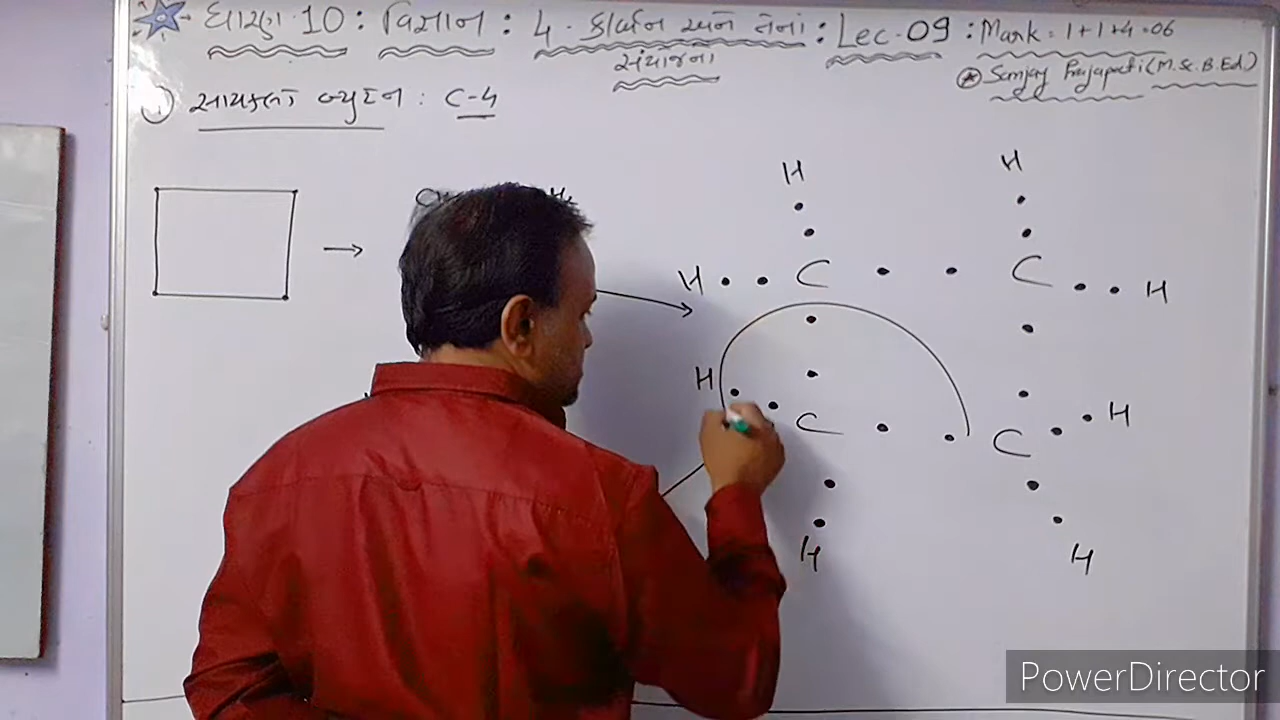 ધોરણ 10 : વિજ્ઞાન : 4. કાર્બન અને તેનાં : Lec-09 : Mark = 1+1+4=06
સંયોજનો
Sanjay Prajapati (M.Sc. B.Ed.)
① સાયક્લો બ્યુટેન : C-4
H H
H C C H
H C C H
H H
PowerDirector